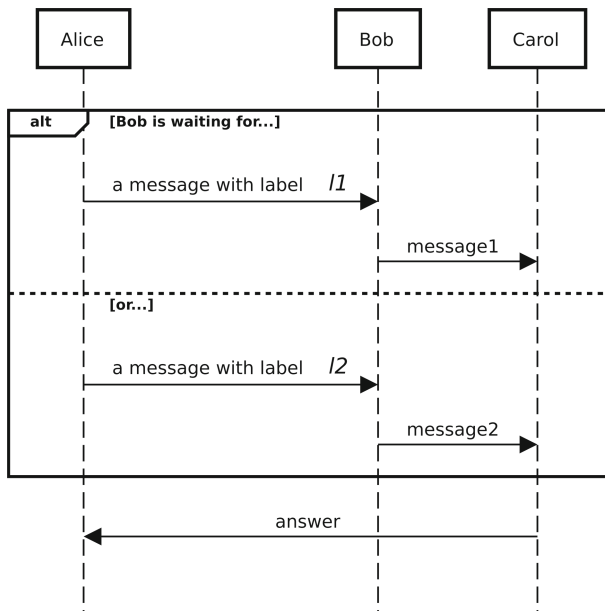 Alice Bob Carol
alt [Bob is waiting for...]
a message with label l1
message1
[or...]
a message with label l2
message2
answer